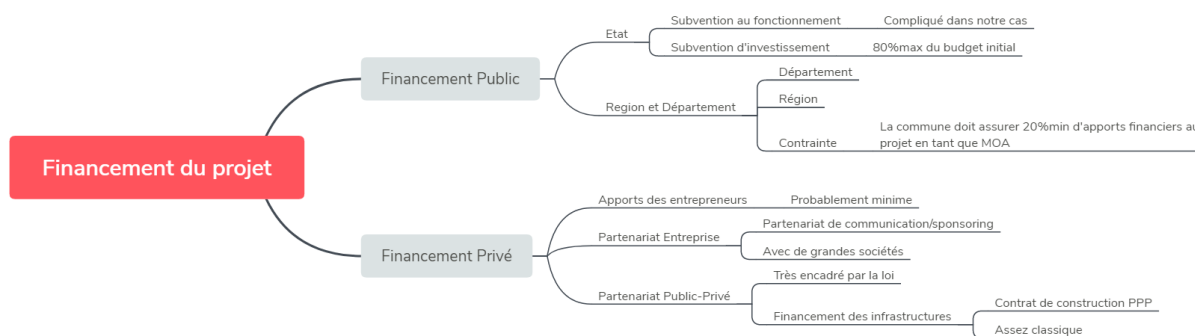 Financement du projet
Financement Public
Etat
Subvention au fonctionnement
Compliqué dans notre cas
Subvention d'investissement
80%max du budget initial
Region et Département
Département
Région
Contrainte
La commune doit assurer 20%min d'apports financiers au
projet en tant que MOA
Financement Privé
Apports des entrepreneurs
Probablement minime
Partenariat Entreprise
Partenariat de communication/sponsoring
Avec de grandes sociétés
Partenariat Public-Privé
Très encadré par la loi
Financement des infrastructures
Contrat de construction PPP
Assez classique